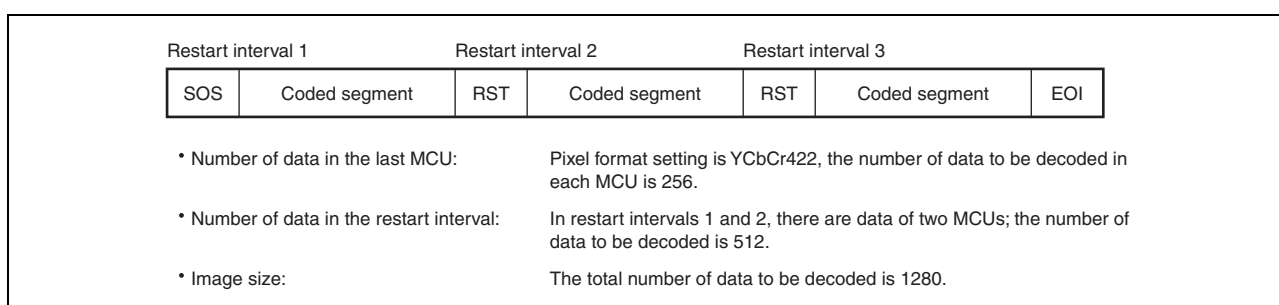 Restart interval 1 Restart interval 2 Restart interval 3
SOS Coded segment RST Coded segment RST Coded segment EOI
• Number of data in the last MCU: Pixel format setting is YCbCr422, the number of data to be decoded in
each MCU is 256.
• Number of data in the restart interval: In restart intervals 1 and 2, there are data of two MCUs; the number of
data to be decoded is 512.
• Image size: The total number of data to be decoded is 1280.